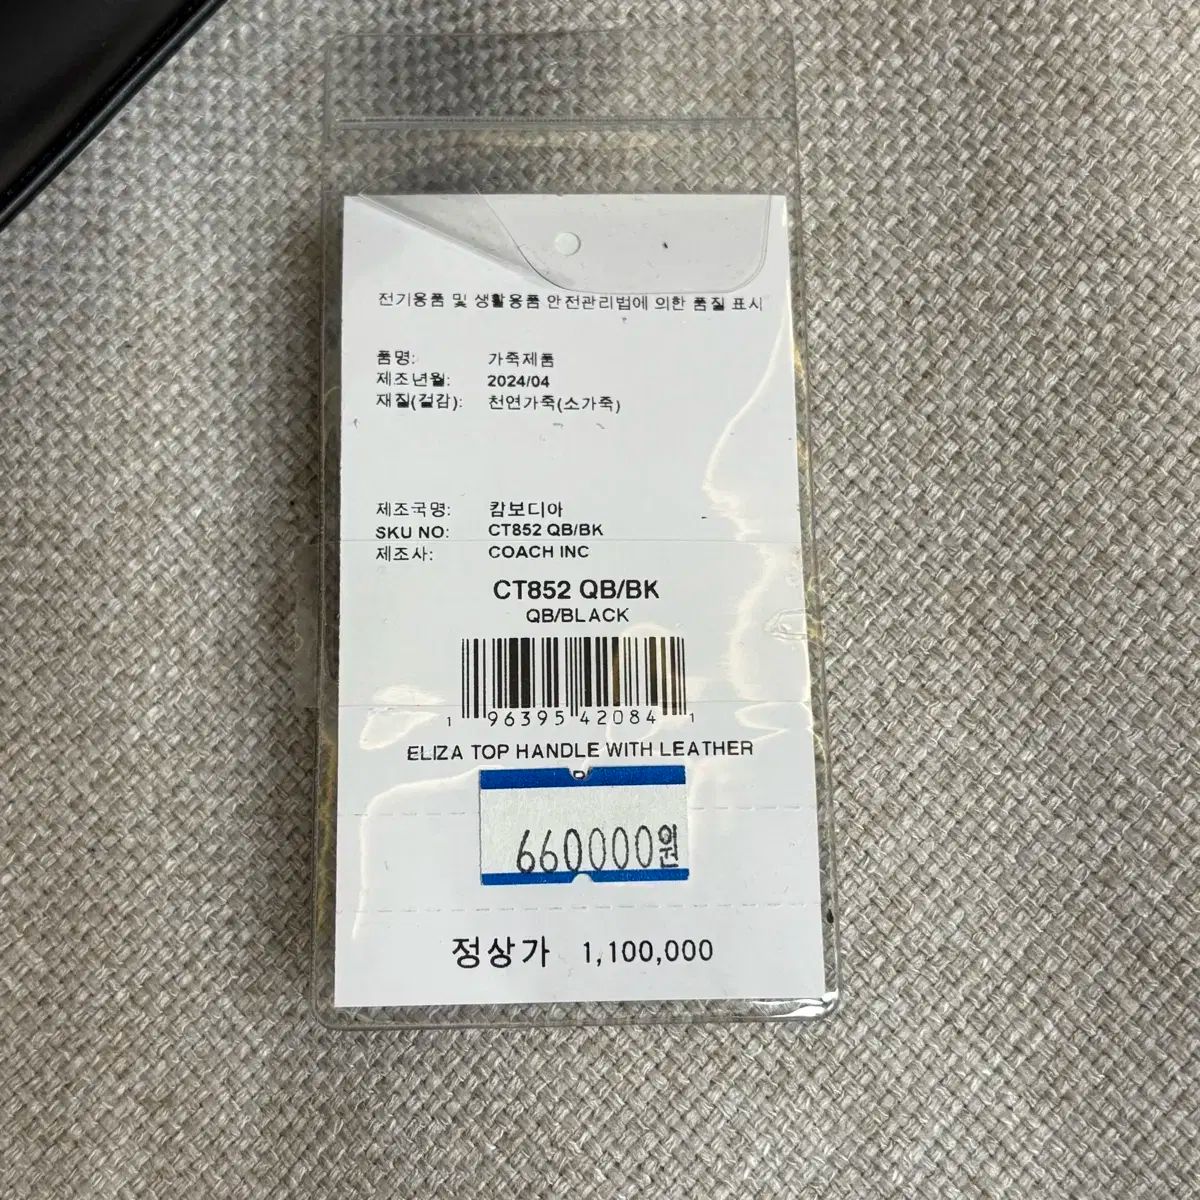 전기용품 및 생활용품 안전관리법에 의한 품질 표시
품명: 가죽제품
제조년월: 2024/04
재질(겉감): 천연가죽(소가죽)
제조국명: 캄보디아
SKU NO: CT852 QB/BK
제조사: COACH INC
CT852 QB/BK
QB/BLACK
1 96395 42084 1
ELIZA TOP HANDLE WITH LEATHER
660000원
정상가 1,100,000